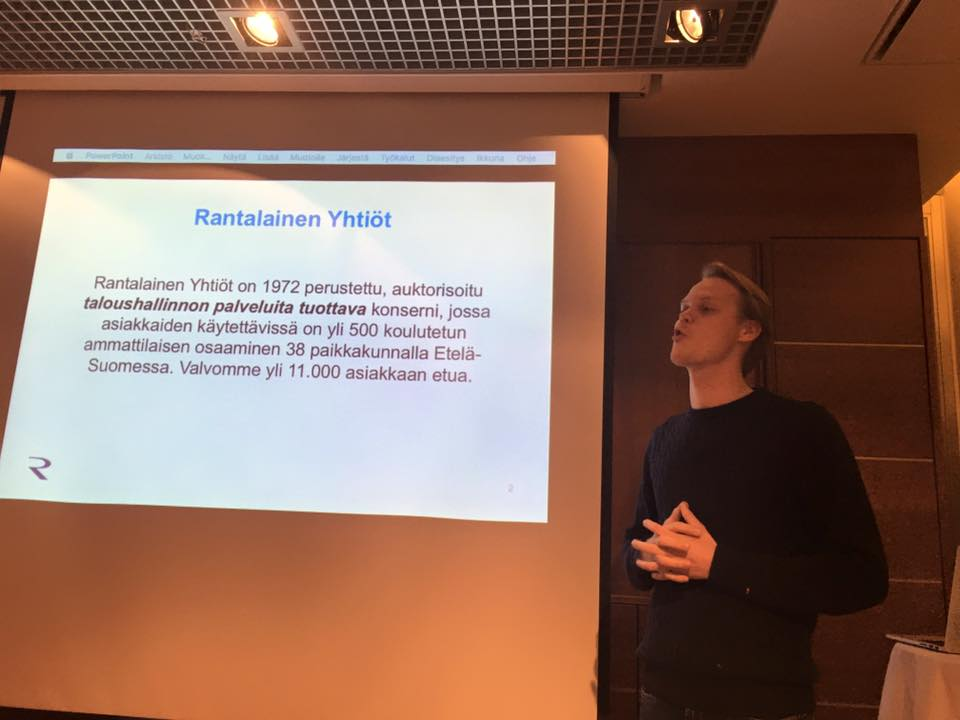 PowerPoint Arkisto Muok... Näytä Lisää Muotoile Järjestä Työkalut Diaesitys Ikkuna Ohje
Rantalainen Yhtiöt
Rantalainen Yhtiöt on 1972 perustettu, auktorisoitu
taloushallinnon palveluita tuottava konserni, jossa
asiakkaiden käytettävissä on yli 500 koulutetun
ammattilaisen osaaminen 38 paikkakunnalla Etelä-
Suomessa. Valvomme yli 11.000 asiakkaan etua.
R
2